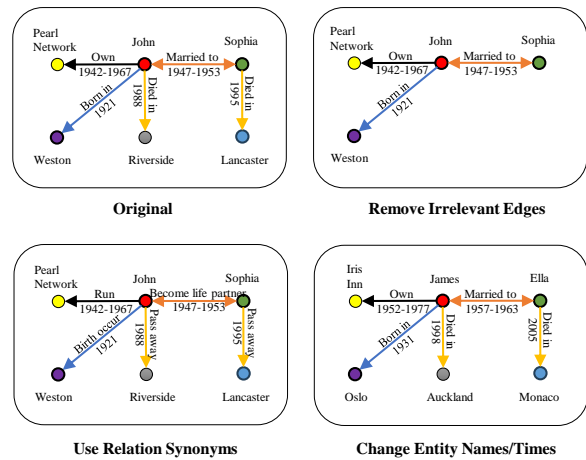 Pearl
Network
John
Sophia
Own
1942-1967
Married to
1947-1953
Born in
1921
Died in
1988
Died in
1995
Weston
Riverside
Lancaster
Original
Pearl
Network
John
Sophia
Own
1942-1967
Married to
1947-1953
Born in
1921
Weston
Remove Irrelevant Edges
Pearl
Network
John
Sophia
Run
1942-1967
Become life partner
1947-1953
Birth occur
1921
Pass away
1988
Pass away
1995
Weston
Riverside
Lancaster
Use Relation Synonyms
Iris
Inn
James
Ella
Own
1952-1977
Married to
1957-1963
Born in
1931
Died in
1998
Died in
2005
Oslo
Auckland
Monaco
Change Entity Names/Times